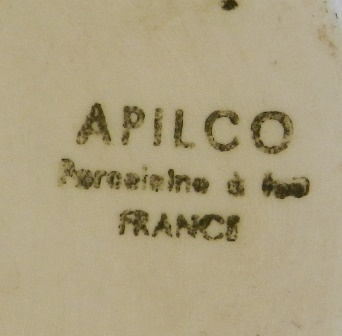 APILCO
Porcelaine à feu
FRANCE